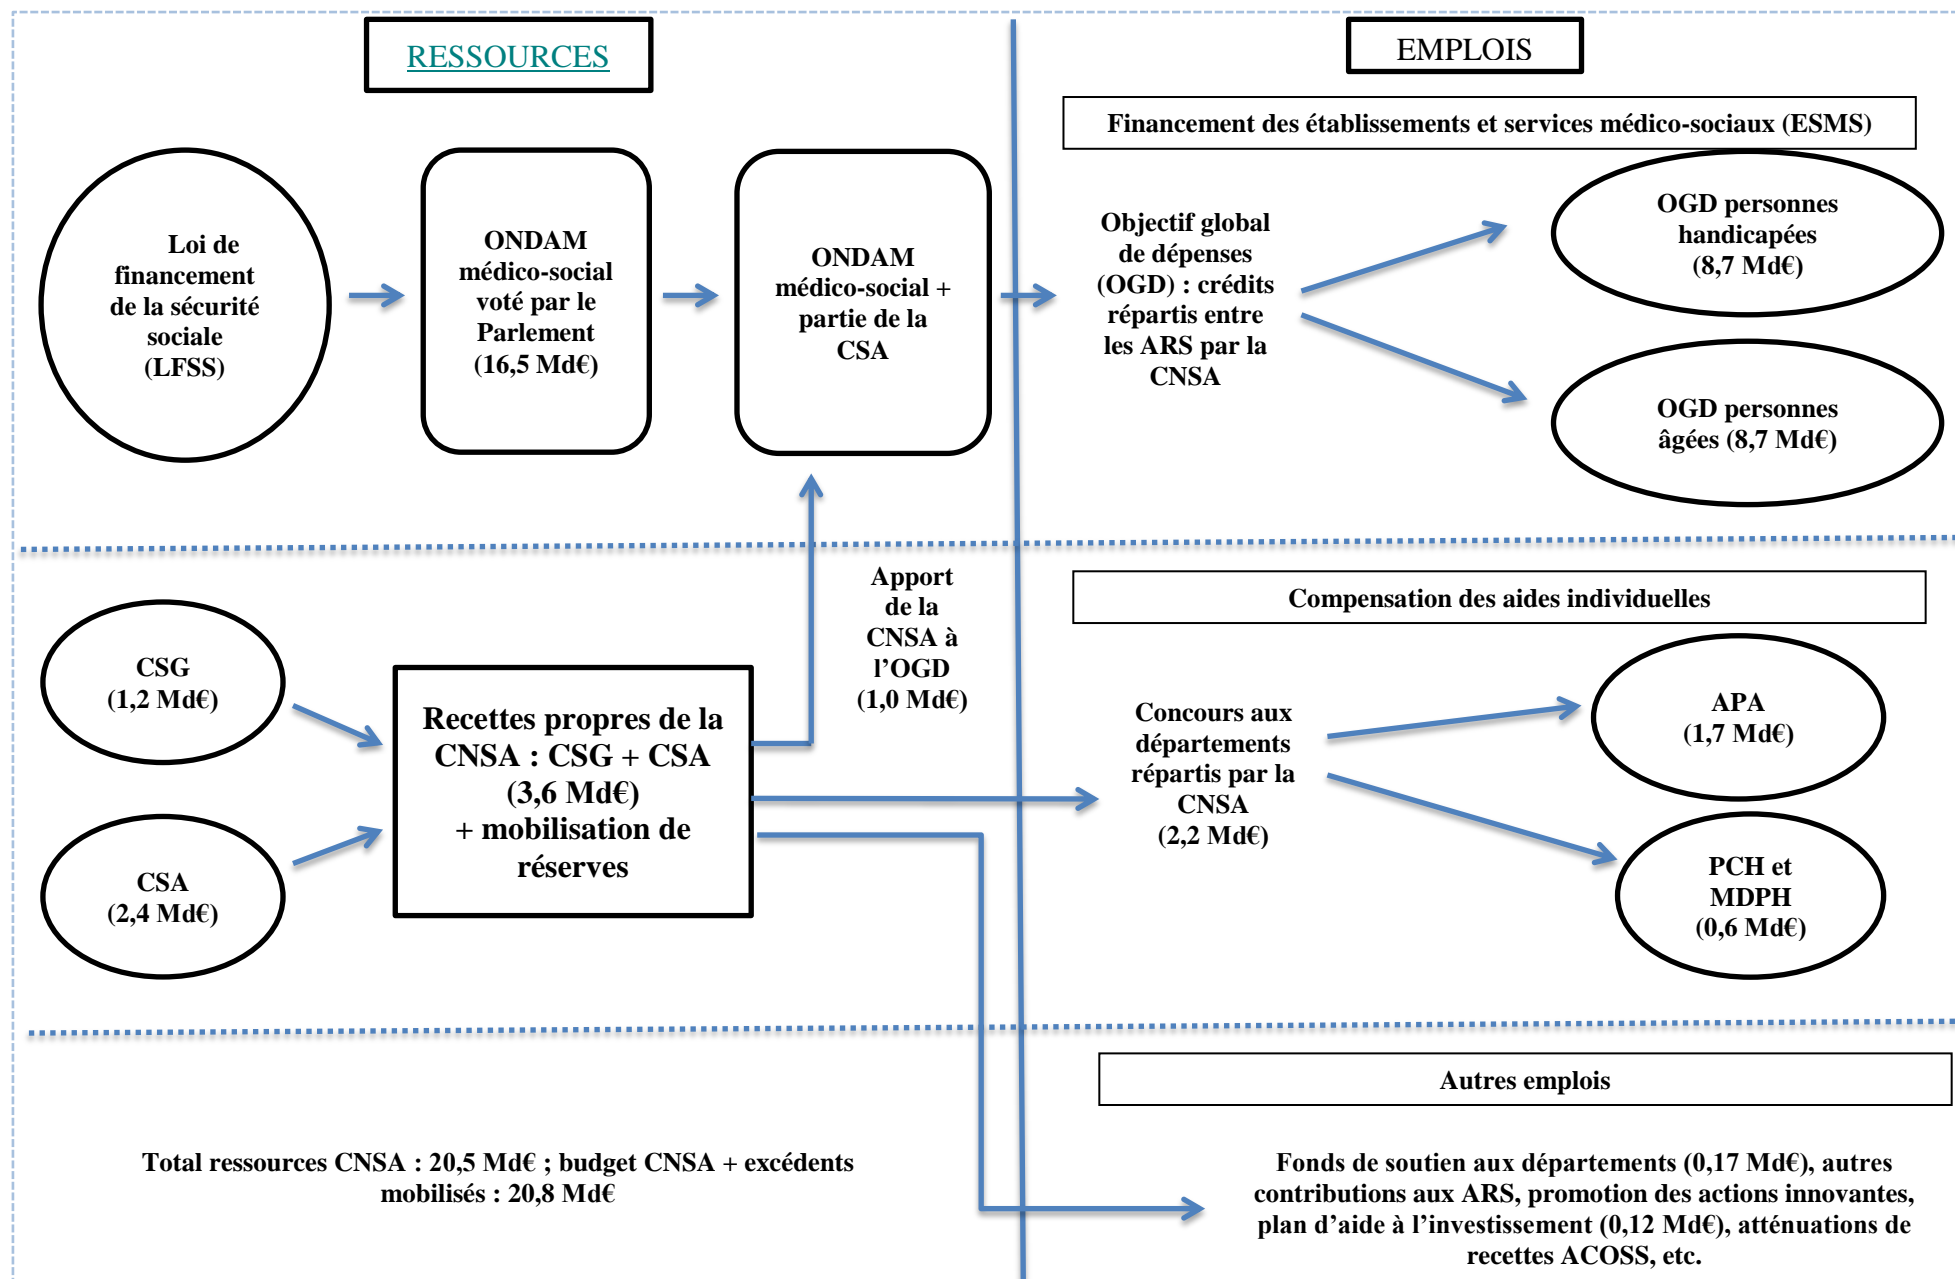 RESSOURCES
EMPLOIS
Financement des établissements et services médico-sociaux (ESMS)
Loi de
financement
de la sécurité
sociale
(LFSS)
ONDAM
médico-social
voté par le
Parlement
(16,5 Md€)
ONDAM
médico-social +
partie de la
CSA
Objectif global
de dépenses
(OGD) : crédits
répartis entre
les ARS par la
CNSA
OGD personnes
handicapées
(8,7 Md€)
OGD personnes
âgées (8,7 Md€)
Apport
de la
CNSA à
l’OGD
(1,0 Md€)
Compensation des aides individuelles
CSG
(1,2 Md€)
CSA
(2,4 Md€)
Recettes propres de la
CNSA : CSG + CSA
(3,6 Md€)
+ mobilisation de
réserves
Concours aux
départements
répartis par la
CNSA
(2,2 Md€)
APA
(1,7 Md€)
PCH et
MDPH
(0,6 Md€)
Autres emplois
Total ressources CNSA : 20,5 Md€ ; budget CNSA + excédents
mobilisés : 20,8 Md€
Fonds de soutien aux départements (0,17 Md€), autres
contributions aux ARS, promotion des actions innovantes,
plan d’aide à l’investissement (0,12 Md€), atténuations de
recettes ACOSS, etc.